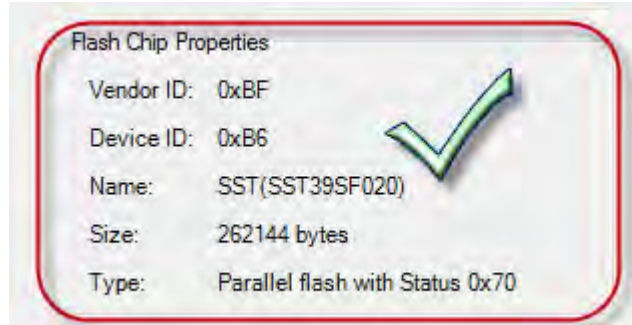 Flash Chip Properties
Vendor ID: 0xBF
Device ID: 0xB6
Name: SST(SST39SF020)
Size: 262144 bytes
Type: Parallel flash with Status 0x70